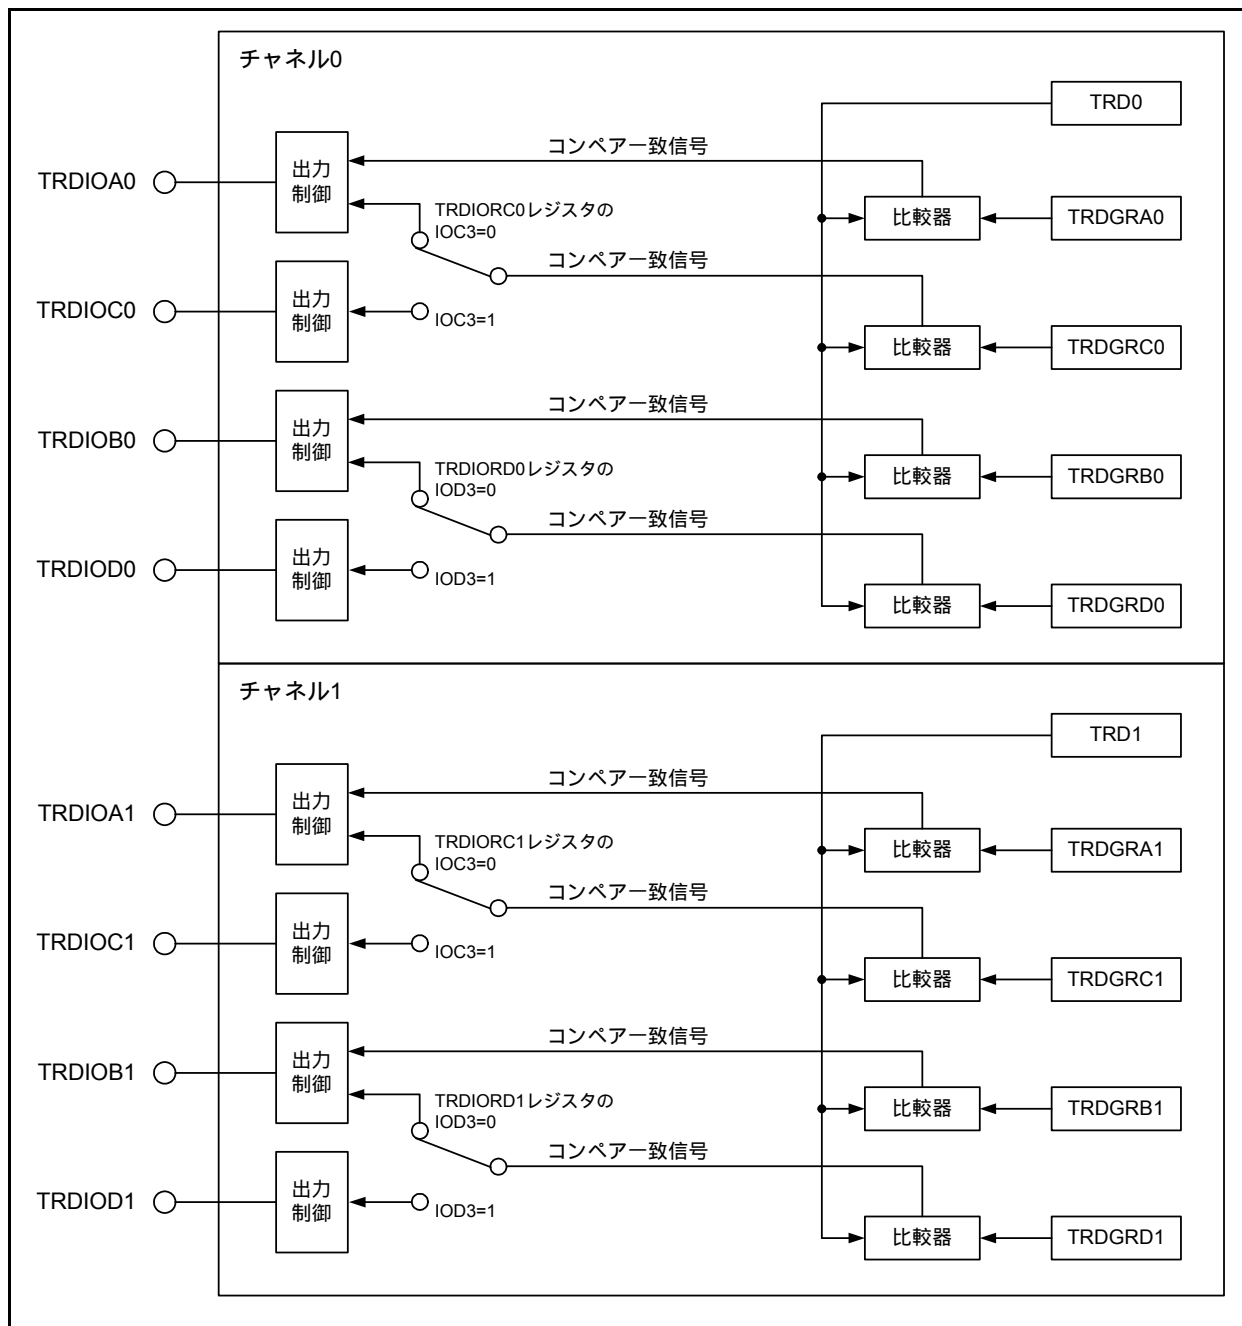 チャネル0
TRD0
コンペア一致信号
TRDIOA0
出力
制御
TRDIORC0レジスタの
IOC3=0
比較器
TRDGRA0
コンペア一致信号
TRDIOC0
出力
制御
IOC3=1
比較器
TRDGRC0
コンペア一致信号
TRDIOB0
出力
制御
TRDIORD0レジスタの
IOD3=0
比較器
TRDGRB0
コンペア一致信号
TRDIOD0
出力
制御
IOD3=1
比較器
TRDGRD0
チャネル1
TRD1
コンペア一致信号
TRDIOA1
出力
制御
TRDIORC1レジスタの
IOC3=0
比較器
TRDGRA1
コンペア一致信号
TRDIOC1
出力
制御
IOC3=1
比較器
TRDGRC1
コンペア一致信号
TRDIOB1
出力
制御
TRDIORD1レジスタの
IOD3=0
比較器
TRDGRB1
コンペア一致信号
TRDIOD1
出力
制御
IOD3=1
比較器
TRDGRD1